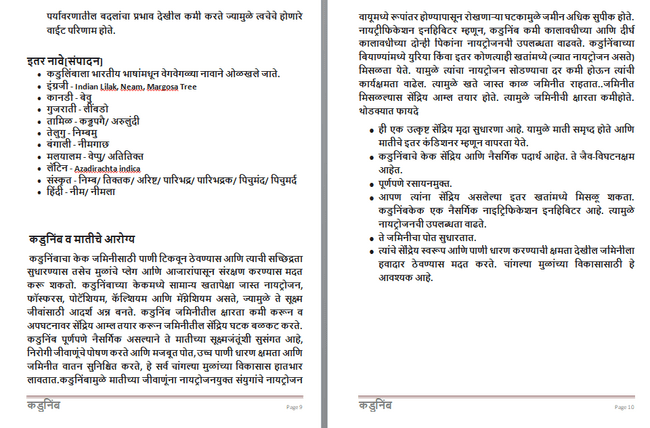 पर्यावरणातील बदलांचा प्रभाव देखील कमी करते ज्यामुळे त्वचेचे होणारे
वाईट परिणाम होते.
इतर नावे[संपादन]
कडुलिंबाला भारतीय भाषांमधून वेगवेगळ्या नावाने ओळखले जाते.
इंग्रजी - Indian Lilak, Neam, Margosa Tree
कानडी - बेवु
गुजराती - लींबडो
तामिळ - कडुपगै/ अरुलुंदी
तेलुगु - निम्बमु
बंगाली - नीमगाछ
मलयालम - वेप्पु/ अतितिक्त
लॅटिन - Azadirachta indica
संस्कृत - निम्ब/ तिक्तक/ अरिष्ट/ पारिभद्र/ पारिभद्रक/ पिचुमंद/ पिचुमर्द
हिंदी - नीम/ नीमला
कडुनिंब व मातीचे आरोग्य
कडुनिंबाचा केक जमिनीसाठी पाणी टिकवून ठेवण्यास आणि त्याची सच्छिद्रता
सुधारण्यास तसेच मुळांचे प्लेग आणि आजारांपासून संरक्षण करण्यास मदत
करू शकतो. कडुनिंबाच्या केकमध्ये सामान्य खतापेक्षा जास्त नायट्रोजन,
फॉस्फरस, पोटॅशियम, कॅल्शियम आणि मॅग्नेशियम असते, ज्यामुळे ते सूक्ष्म
जीवांसाठी आदर्श अन्न बनते. कडुनिंब जमिनीतील क्षारता कमी करून व
अपघटनावर सेंद्रिय आम्ल तयार करून जमिनीतील सेंद्रिय घटक बळकट करते.
कडुनिंब पूर्णपणे नैसर्गिक असल्याने ते मातीच्या सूक्ष्मजंतूंशी सुसंगत आहे,
निरोगी जीवाणूंचे पोषण करते आणि मजबूत पोत, उच्च पाणी धारण क्षमता आणि
जमिनीत वातन सुनिश्चित करते, हे सर्व चांगल्या मुळांच्या विकासास हातभार
लावतात.कडुनिंबामुळे मातीच्या जीवाणूंना नायट्रोजनयुक्त संयुगांचे नायट्रोजन
कडुनिंब
Page 9
वायूमध्ये रूपांतर होण्यापासून रोखणाऱ्या घटकामुळे जमीन अधिक सुपीक होते.
नायट्रीफिकेशन इनहिबिटर म्हणून, कडुनिंब कमी कालावधीच्या आणि दीर्घ
कालावधीच्या दोन्ही पिकांना नायट्रोजनची उपलब्धता वाढवते. कडुनिंबाच्या
बियाण्यांमध्ये युरिया किंवा इतर कोणत्याही खतांमध्ये (ज्यात नायट्रोजन असते)
मिसळता येते. यामुळे त्यांचा नायट्रोजन सोडण्याचा दर कमी होऊन त्यांची
कार्यक्षमता वाढेल. त्यामुळे खते जास्त काळ जमिनीत राहतात..जमिनीत
मिसळल्यास सेंद्रिय आम्ल तयार होते. त्यामुळे जमिनीची क्षारता कमीहोते.
थोडक्यात फायदे
ही एक उत्कृष्ट सेंद्रिय मृदा सुधारणा आहे. यामुळे माती समृद्ध होते आणि
मातीचे इतर कंडिशनर म्हणून वापरता येते.
कडुनिंबाचे केक सेंद्रिय आणि नैसर्गिक पदार्थ आहेत. ते जैव-विघटनक्षम
आहेत.
पूर्णपणे रसायनमुक्त.
आपण त्यांना सेंद्रिय असलेल्या इतर खतांमध्ये मिसळू शकता.
कडुनिंबकेक एक नैसर्गिक नाइट्रिफिकेशन इनहिबिटर आहे. त्यामुळे
नायट्रोजनची उपलब्धता वाढते.
ते जमिनीचा पोत सुधारतात.
त्यांचे सेंद्रीय स्वरूप आणि पाणी धारण करण्याची क्षमता देखील जमिनीला
हवादार ठेवण्यास मदत करते. चांगल्या मुळांच्या विकासासाठी हे
आवश्यक आहे.
कडुनिंब
Page 10